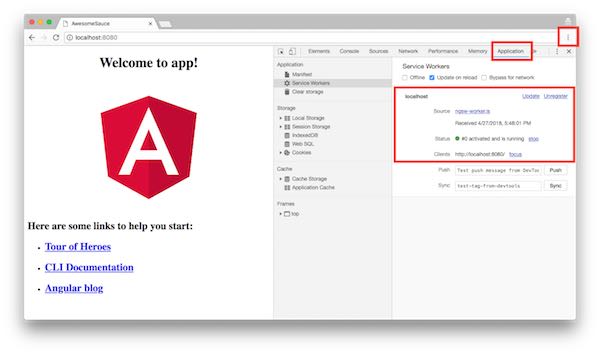 AwesomeSauce
localhost:8080
Welcome to app!
A
Here are some links to help you start:
Tour of Heroes
CLI Documentation
Angular blog
Elements Console Sources Network Performance Memory Application »
Application
Manifest
Service Workers
Clear storage
Storage
Local Storage
Session Storage
IndexedDB
Web SQL
Cookies
Cache
Cache Storage
Application Cache
Frames
top
Service Workers
Offline Update on reload Bypass for network
localhost Update Unregister
Source ngsw-worker.js
Received 4/27/2018, 5:48:01 PM
Status #0 activated and is running stop
Clients http://localhost:8080/ focus
Push Test push message from DevToo Push
Sync test-tag-from-devtools Sync